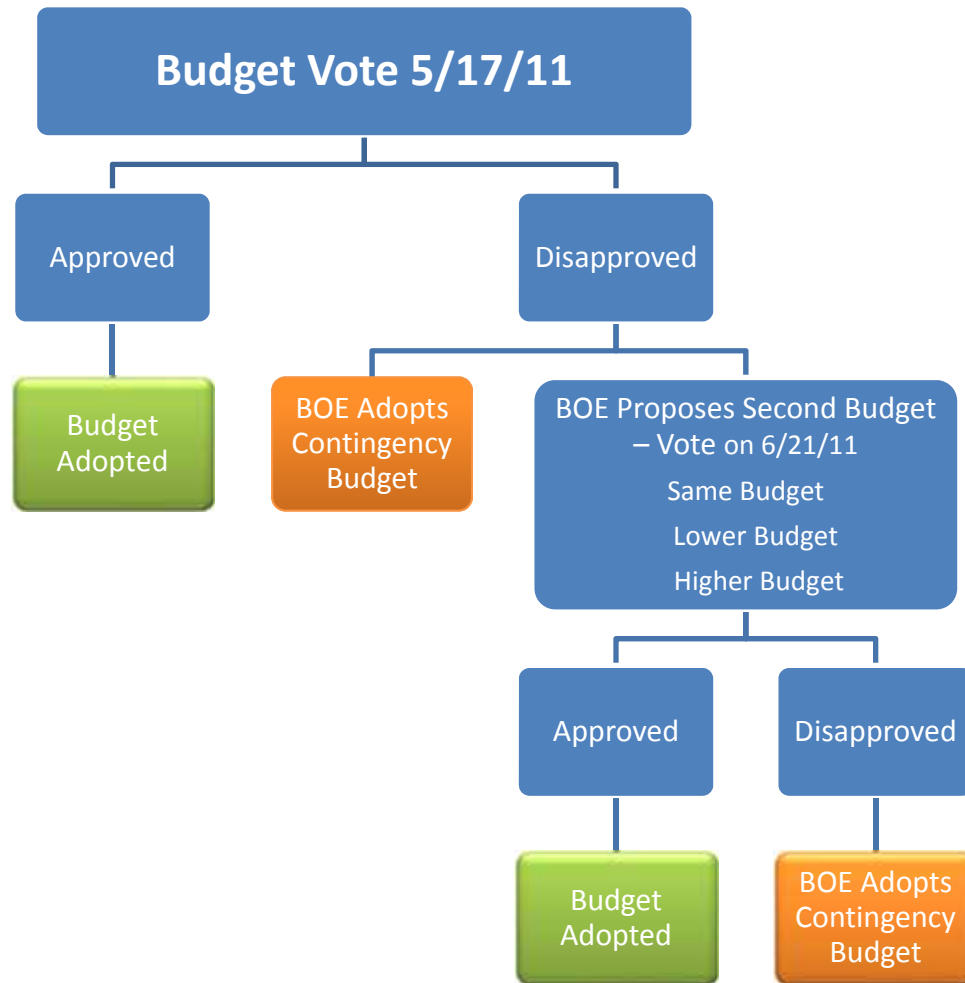 Budget Vote 5/17/11
Approved
Disapproved
Budget
Adopted
BOE Adopts
Contingency
Budget
BOE Proposes Second Budget
– Vote on 6/21/11
Same Budget
Lower Budget
Higher Budget
Approved
Disapproved
Budget
Adopted
BOE Adopts
Contingency
Budget